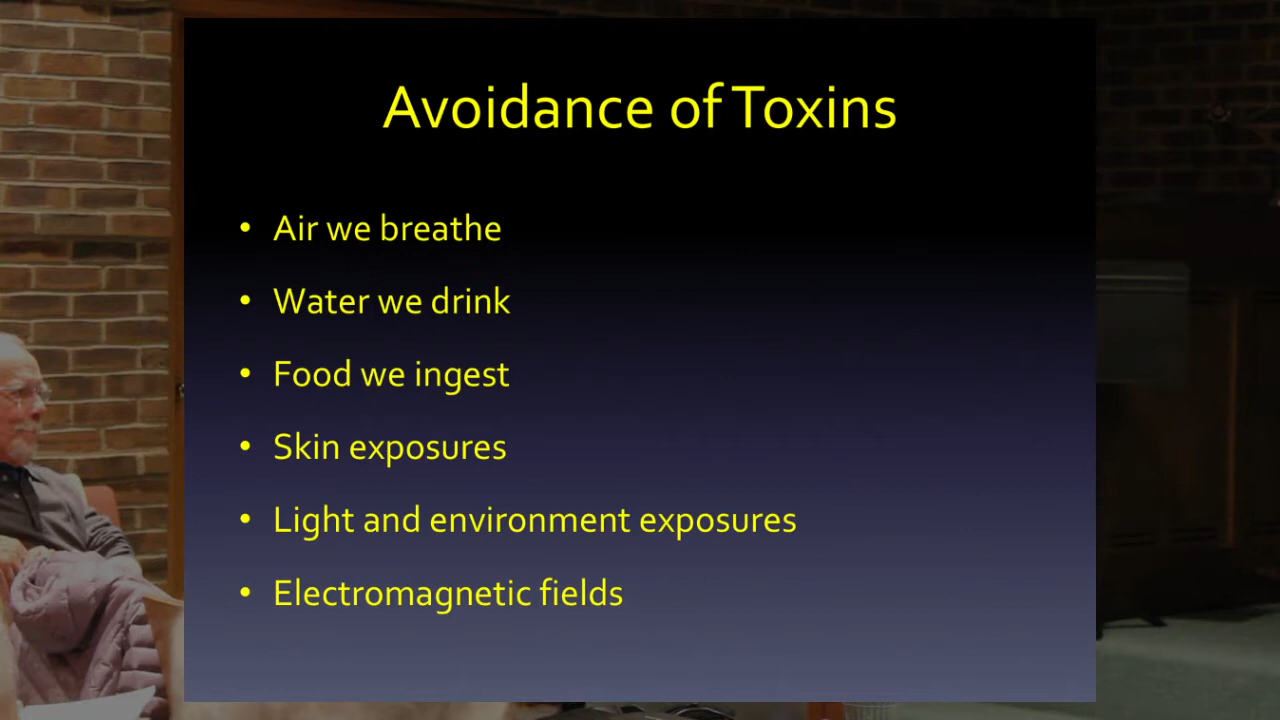 Avoidance of Toxins
• Air we breathe
• Water we drink
• Food we ingest
• Skin exposures
• Light and environment exposures
• Electromagnetic fields